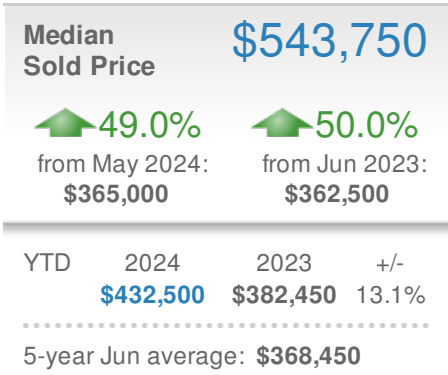 Median
Sold Price
$543,750
49.0%
from May 2024:
$365,000
50.0%
from Jun 2023:
$362,500
YTD 2024 2023 +/-
$432,500 $382,450 13.1%
5-year Jun average: $368,450